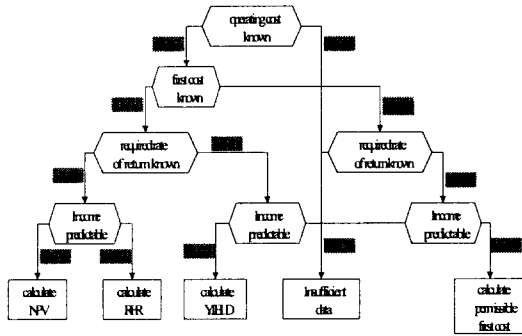 operating cost
known
first cost
known
required rate
of return known
required rate
of return known
Income
predictable
Income
predictable
Income
predictable
calculate
NPV
calculate
RFR
calculate
YIELD
Insufficient
data
calculate
permissible
first cost